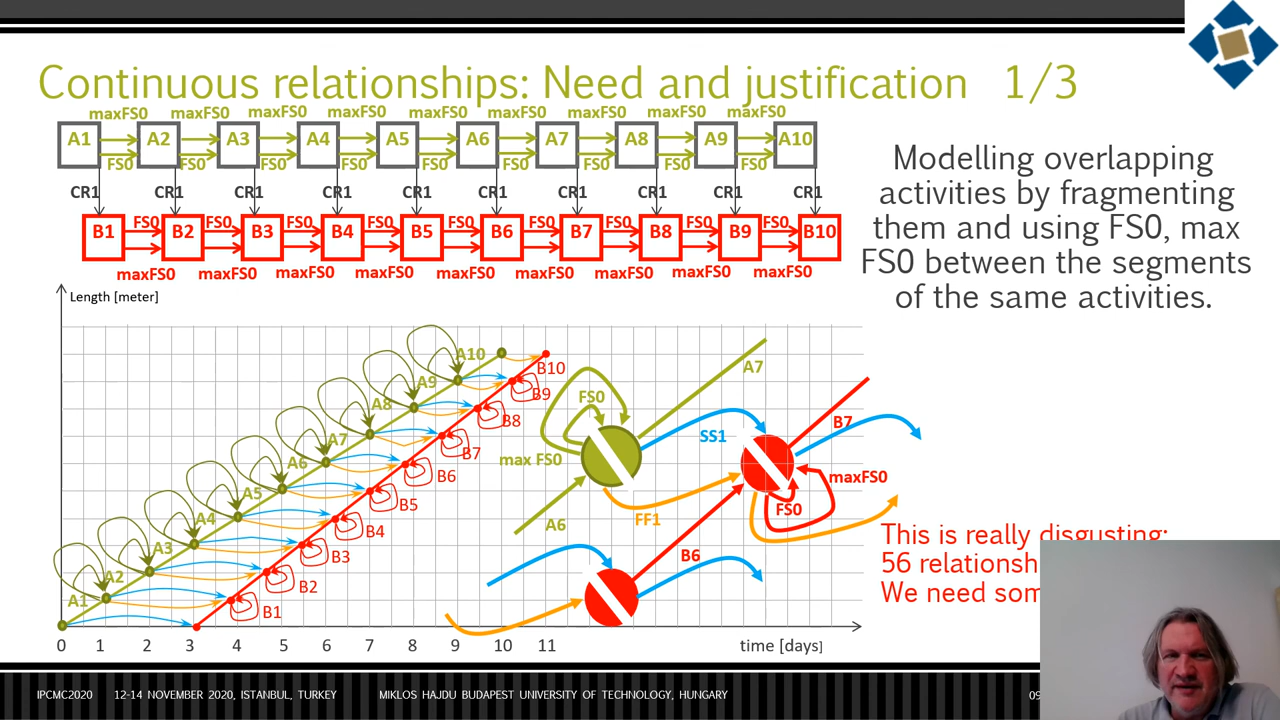 Continuous relationships: Need and justification 1/3
maxFS0 maxFS0 maxFS0 maxFS0 maxFS0 maxFS0 maxFS0 maxFS0 maxFS0
A1 A2 A3 A4 A5 A6 A7 A8 A9 A10
FS0 FS0 FS0 FS0 FS0 FS0 FS0 FS0 FS0
CR1 CR1 CR1 CR1 CR1 CR1 CR1 CR1 CR1 CR1
FS0 FS0 FS0 FS0 FS0 FS0 FS0 FS0 FS0
B1 B2 B3 B4 B5 B6 B7 B8 B9 B10
maxFS0 maxFS0 maxFS0 maxFS0 maxFS0 maxFS0 maxFS0 maxFS0 maxFS0
Modelling overlapping
activities by fragmenting
them and using FS0, max
FS0 between the segments
of the same activities.
Length [meter]
A10
A9
A8
A7
A6
A5
A4
A3
A2
A1
B10
B9
B8
B7
B6
B5
B4
B3
B2
B1
0 1 2 3 4 5 6 7 8 9 10 11 time [days]
A7
FS0
B7
SS1
max FS0
maxFS0
FS0
FF1
A6
B6
This is really disgusting:
56 relationsh
We need som
IPCMC2020 12-14 NOVEMBER 2020, ISTANBUL, TURKEY MIKLOS HAJDU BUDAPEST UNIVERSITY OF TECHNOLOGY, HUNGARY 09